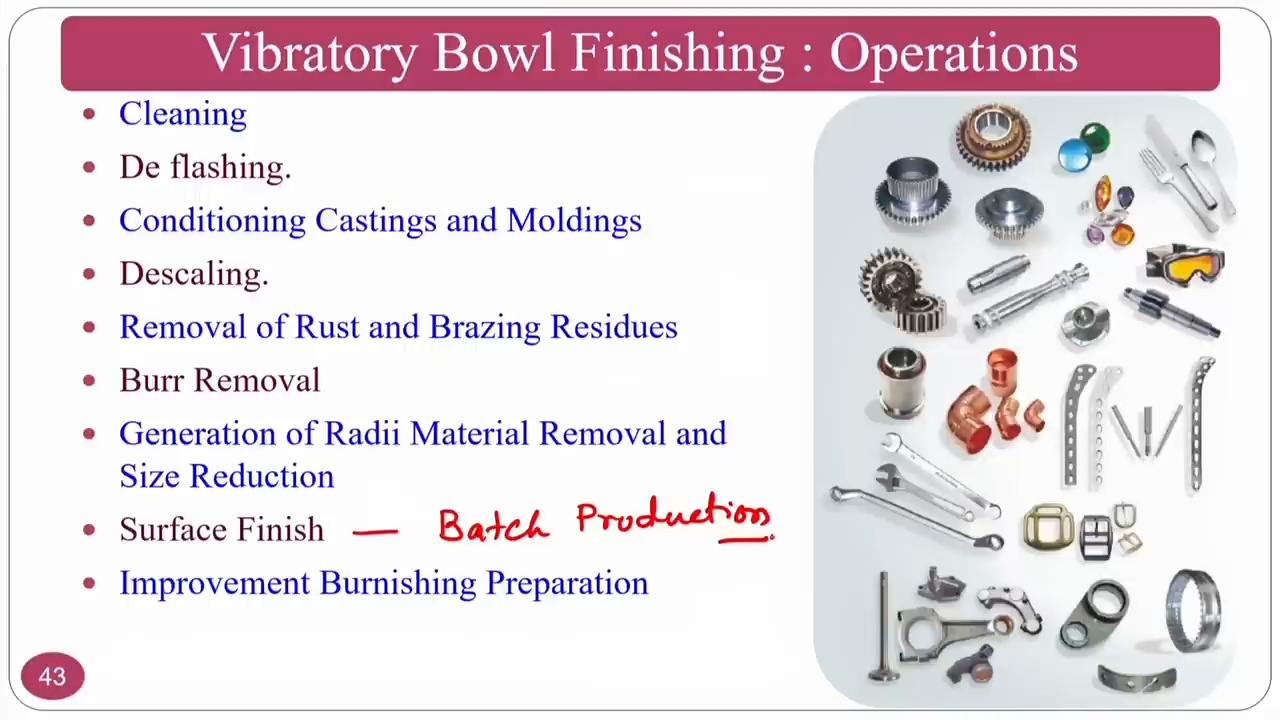 Vibratory Bowl Finishing : Operations
• Cleaning
• De flashing.
• Conditioning Castings and Moldings
• Descaling.
• Removal of Rust and Brazing Residues
• Burr Removal
• Generation of Radii Material Removal and
Size Reduction
• Surface Finish — Batch Production
• Improvement Burnishing Preparation
43